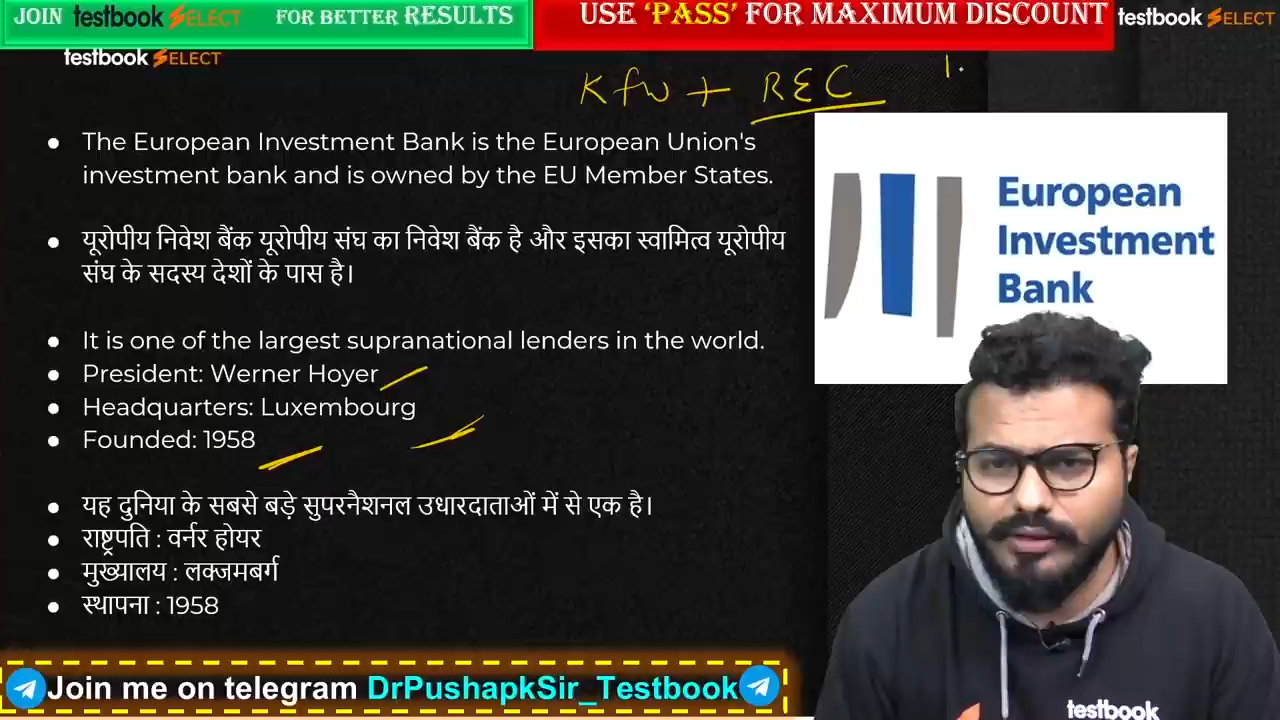 JOIN testbook SELECT FOR BETTER RESULTS USE ‘PASS’ FOR MAXIMUM DISCOUNT testbook SELECT
testbook SELECT
Kfw + REC
The European Investment Bank is the European Union's
investment bank and is owned by the EU Member States.
यूरोपीय निवेश बैंक यूरोपीय संघ का निवेश बैंक है और इसका स्वामित्व यूरोपीय
संघ के सदस्य देशों के पास है।
It is one of the largest supranational lenders in the world.
President: Werner Hoyer
Headquarters: Luxembourg
Founded: 1958
यह दुनिया के सबसे बड़े सुपरनैशनल उधारदाताओं में से एक है।
राष्ट्रपति : वर्नर होयर
मुख्यालय : लक्जमबर्ग
स्थापना : 1958
European
Investment
Bank
Join me on telegram DrPushapkSir_Testbook
testbook